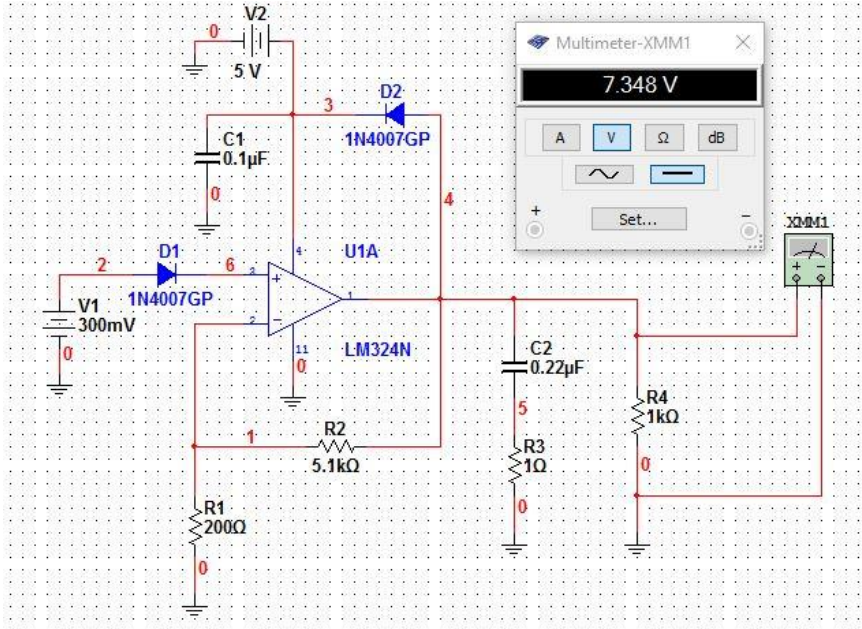 V2
0
5 V
3
D2
1N4007GP
C1
0.1µF
0
4
Multimeter-XMM1
7.348 V
A
V
Ω
dB
+
Set...
−
XMM1
+ −
D1
2
6
1N4007GP
V1
300mV
0
U1A
4
3
+
1
2
−
11
0
LM324N
C2
0.22µF
5
R3
1Ω
0
R4
1kΩ
0
1
R2
5.1kΩ
R1
200Ω
0